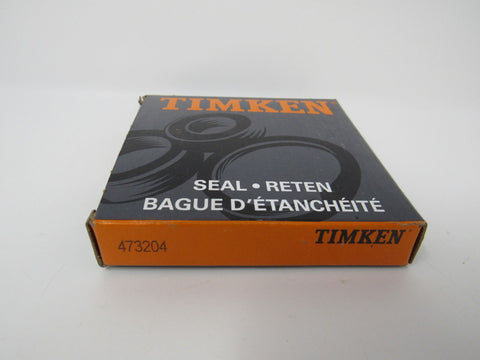 TIMKEN
SEAL • RETEN
BAGUE D'ÉTANCHÉITÉ
473204
TIMKEN